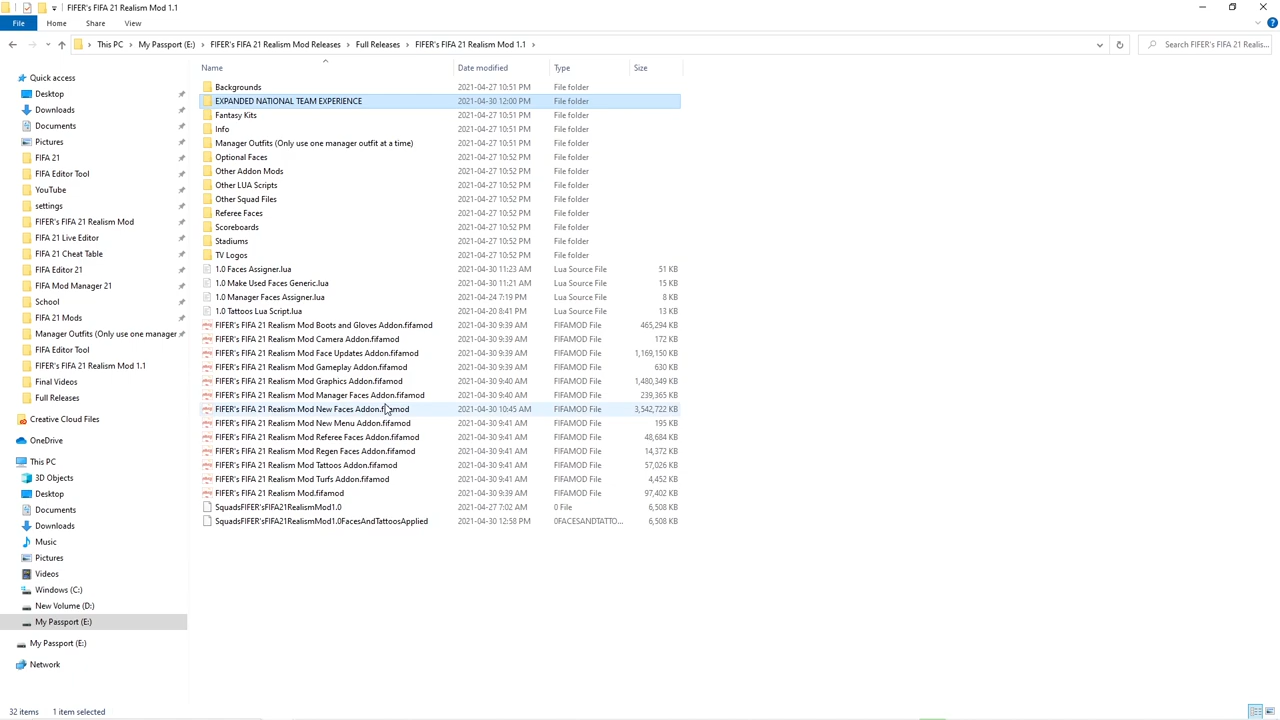 FIFER's FIFA 21 Realism Mod 1.1
File Home Share View
This PC My Passport (E:) FIFER's FIFA 21 Realism Mod Releases Full Releases FIFER's FIFA 21 Realism Mod 1.1 Search FIFER's FIFA 21 Realis...
Name Date modified Type Size
Quick access
Desktop
Downloads
Documents
Pictures
FIFA 21
FIFA Editor Tool
YouTube
settings
FIFER's FIFA 21 Realism Mod
FIFA 21 Live Editor
FIFA 21 Cheat Table
FIFA Editor 21
FIFA Mod Manager 21
School
FIFA 21 Mods
Manager Outfits (Only use one manager
FIFA Editor Tool
FIFER's FIFA 21 Realism Mod 1.1
Final Videos
Full Releases
Creative Cloud Files
OneDrive
This PC
3D Objects
Desktop
Documents
Downloads
Music
Pictures
Videos
Windows (C:)
New Volume (D:)
My Passport (E:)
My Passport (E:)
Network
Backgrounds 2021-04-27 10:51 PM File folder
EXPANDED NATIONAL TEAM EXPERIENCE 2021-04-30 12:00 PM File folder
Fantasy Kits 2021-04-27 10:51 PM File folder
Info 2021-04-27 10:51 PM File folder
Manager Outfits (Only use one manager outfit at a time) 2021-04-27 10:51 PM File folder
Optional Faces 2021-04-27 10:52 PM File folder
Other Addon Mods 2021-04-27 10:52 PM File folder
Other LUA Scripts 2021-04-27 10:52 PM File folder
Other Squad Files 2021-04-27 10:52 PM File folder
Referee Faces 2021-04-27 10:52 PM File folder
Scoreboards 2021-04-27 10:52 PM File folder
Stadiums 2021-04-27 10:52 PM File folder
TV Logos 2021-04-27 10:52 PM File folder
1.0 Faces Assigner.lua 2021-04-30 11:23 AM Lua Source File 51 KB
1.0 Make Used Faces Generic.lua 2021-04-30 11:21 AM Lua Source File 15 KB
1.0 Manager Faces Assigner.lua 2021-04-24 7:19 PM Lua Source File 8 KB
1.0 Tattoos Lua Script.lua 2021-04-20 8:41 PM Lua Source File 13 KB
FIFER's FIFA 21 Realism Mod Boots and Gloves Addon.fifamod 2021-04-30 9:39 AM FIFAMOD File 465,294 KB
FIFER's FIFA 21 Realism Mod Camera Addon.fifamod 2021-04-30 9:39 AM FIFAMOD File 172 KB
FIFER's FIFA 21 Realism Mod Face Updates Addon.fifamod 2021-04-30 9:39 AM FIFAMOD File 1,169,150 KB
FIFER's FIFA 21 Realism Mod Gameplay Addon.fifamod 2021-04-30 9:39 AM FIFAMOD File 630 KB
FIFER's FIFA 21 Realism Mod Graphics Addon.fifamod 2021-04-30 9:40 AM FIFAMOD File 1,480,349 KB
FIFER's FIFA 21 Realism Mod Manager Faces Addon.fifamod 2021-04-30 9:40 AM FIFAMOD File 239,365 KB
FIFER's FIFA 21 Realism Mod New Faces Addon.fifamod 2021-04-30 10:45 AM FIFAMOD File 3,542,722 KB
FIFER's FIFA 21 Realism Mod New Menu Addon.fifamod 2021-04-30 9:41 AM FIFAMOD File 195 KB
FIFER's FIFA 21 Realism Mod Referee Faces Addon.fifamod 2021-04-30 9:41 AM FIFAMOD File 48,684 KB
FIFER's FIFA 21 Realism Mod Regen Faces Addon.fifamod 2021-04-30 9:41 AM FIFAMOD File 14,372 KB
FIFER's FIFA 21 Realism Mod Tattoos Addon.fifamod 2021-04-30 9:41 AM FIFAMOD File 57,026 KB
FIFER's FIFA 21 Realism Mod Turfs Addon.fifamod 2021-04-30 9:41 AM FIFAMOD File 4,452 KB
FIFER's FIFA 21 Realism Mod.fifamod 2021-04-30 9:39 AM FIFAMOD File 97,402 KB
SquadsFIFER'sFIFA21RealismMod1.0 2021-04-27 7:02 AM 0 File 6,508 KB
SquadsFIFER'sFIFA21RealismMod1.0FacesAndTattoosApplied 2021-04-30 12:58 PM 0FACESANDTATTO... 6,508 KB
32 items 1 item selected